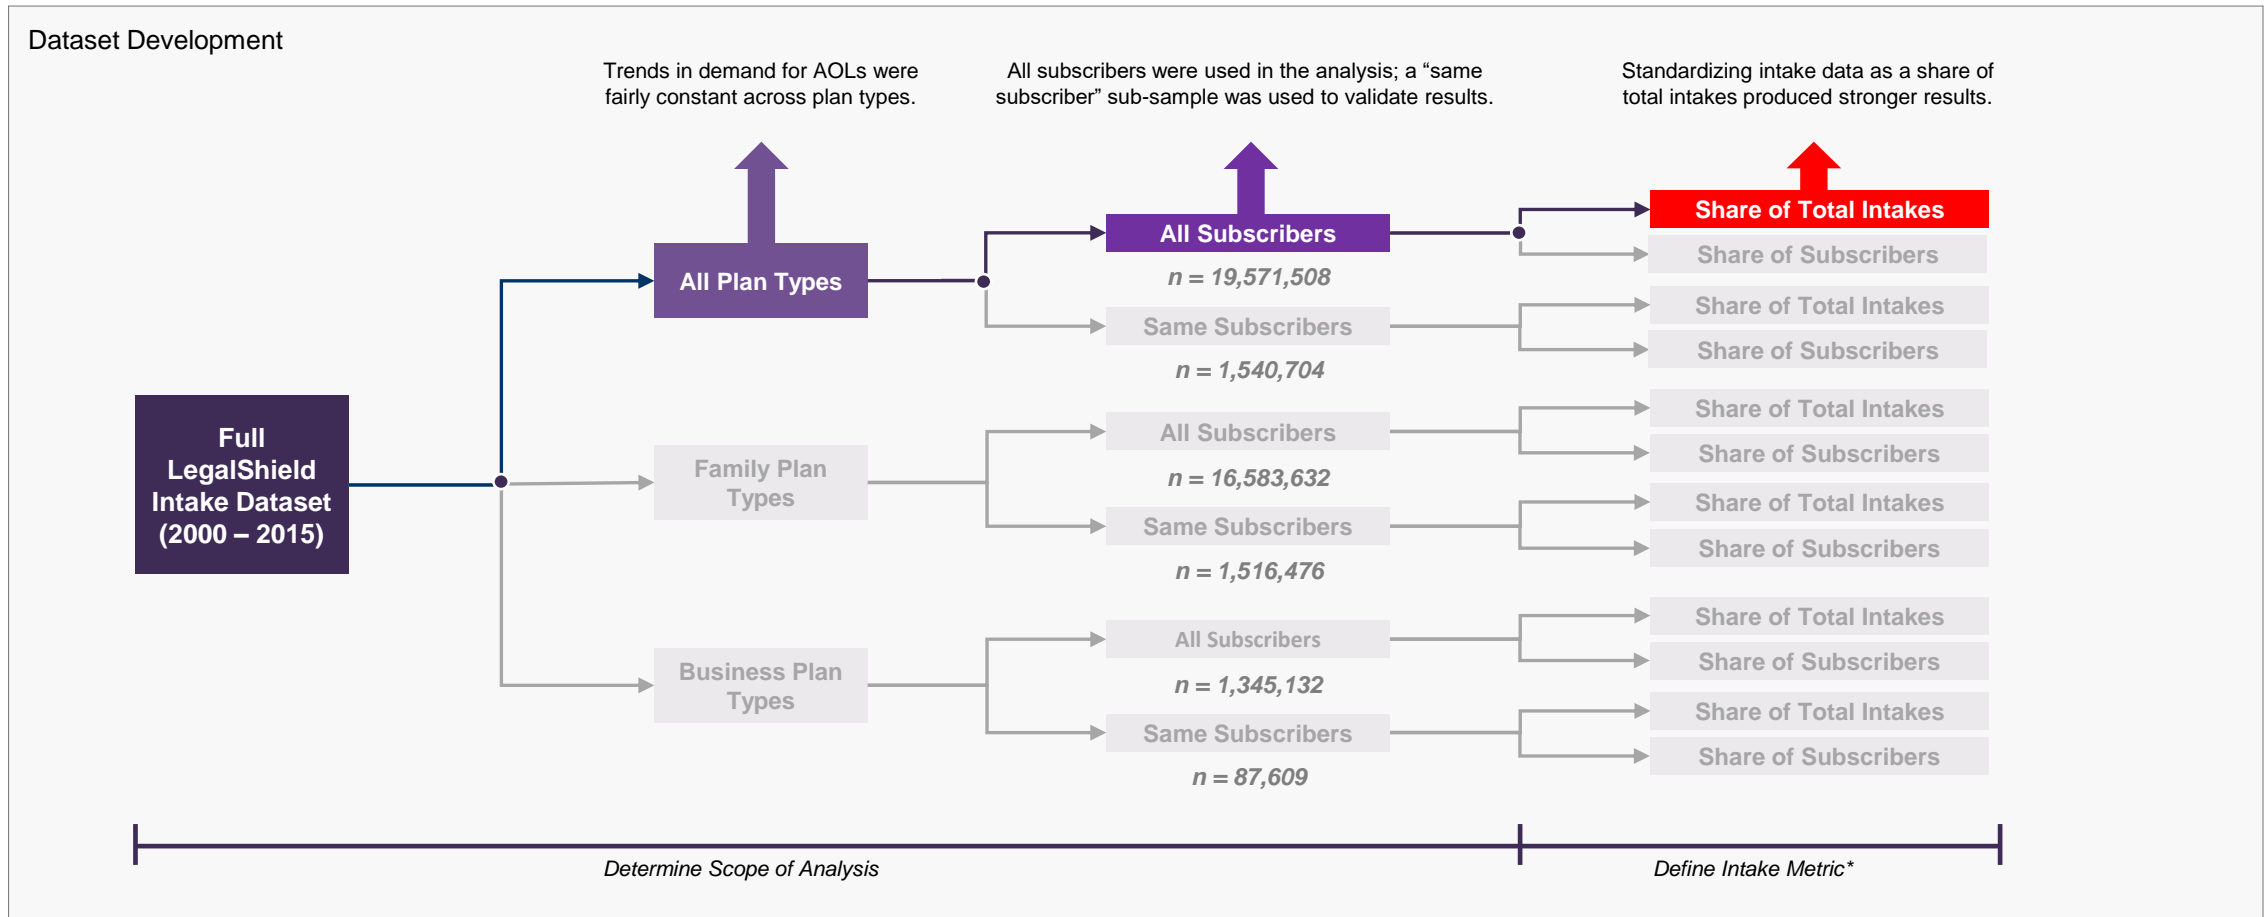 Dataset Development
Trends in demand for AOLs were
fairly constant across plan types.
All subscribers were used in the analysis; a “same
subscriber” sub-sample was used to validate results.
Standardizing intake data as a share of
total intakes produced stronger results.
Full
LegalShield
Intake Dataset
(2000 – 2015)
All Plan Types
Family Plan
Types
Business Plan
Types
All Subscribers
n = 19,571,508
Same Subscribers
n = 1,540,704
All Subscribers
n = 16,583,632
Same Subscribers
n = 1,516,476
All Subscribers
n = 1,345,132
Same Subscribers
n = 87,609
Share of Total Intakes
Share of Subscribers
Share of Total Intakes
Share of Subscribers
Share of Total Intakes
Share of Subscribers
Share of Total Intakes
Share of Subscribers
Share of Total Intakes
Share of Subscribers
Share of Total Intakes
Share of Subscribers
Determine Scope of Analysis
Define Intake Metric*